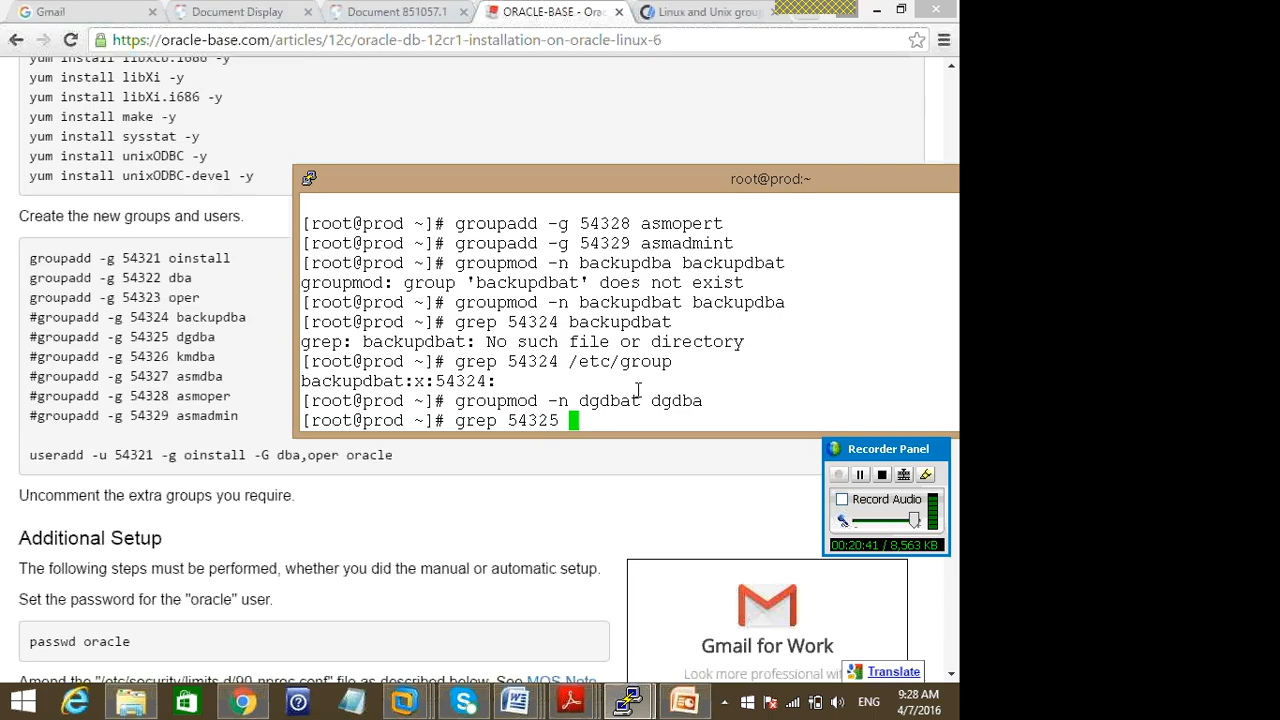 Gmail
Document Display
Document 851057.1
ORACLE-BASE - Ora
Linux and Unix grou
https://oracle-base.com/articles/12c/oracle-db-12cr1-installation-on-oracle-linux-6
yum install libxcb.i686 -y
yum install libXi -y
yum install libXi.i686 -y
yum install make -y
yum install sysstat -y
yum install unixODBC -y
yum install unixODBC-devel -y
Create the new groups and users.
groupadd -g 54321 oinstall
groupadd -g 54322 dba
groupadd -g 54323 oper
#groupadd -g 54324 backupdba
#groupadd -g 54325 dgdba
#groupadd -g 54326 kmdba
#groupadd -g 54327 asmdba
#groupadd -g 54328 asmoper
#groupadd -g 54329 asmadmin
useradd -u 54321 -g oinstall -G dba,oper oracle
Uncomment the extra groups you require.
Additional Setup
The following steps must be performed, whether you did the manual or automatic setup.
Set the password for the "oracle" user.
passwd oracle
root@prod:~
[root@prod ~]# groupadd -g 54328 asmopert
[root@prod ~]# groupadd -g 54329 asmadmint
[root@prod ~]# groupmod -n backupdba backupdbat
groupmod: group 'backupdbat' does not exist
[root@prod ~]# groupmod -n backupdbat backupdba
[root@prod ~]# grep 54324 backupdbat
grep: backupdbat: No such file or directory
[root@prod ~]# grep 54324 /etc/group
backupdbat:x:54324:
[root@prod ~]# groupmod -n dgdbat dgdba
[root@prod ~]# grep 54325
Recorder Panel
Record Audio
00:20:41 / 8,563 KB
Gmail for Work
Look more professional wi
Translate
ENG
9:28 AM
4/7/2016